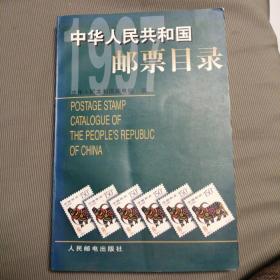 1997
中华人民共和国
邮票目录
POSTAGE STAMP
CATALOGUE OF
THE PEOPLE'S REPUBLIC
OF CHINA
人民邮电出版社